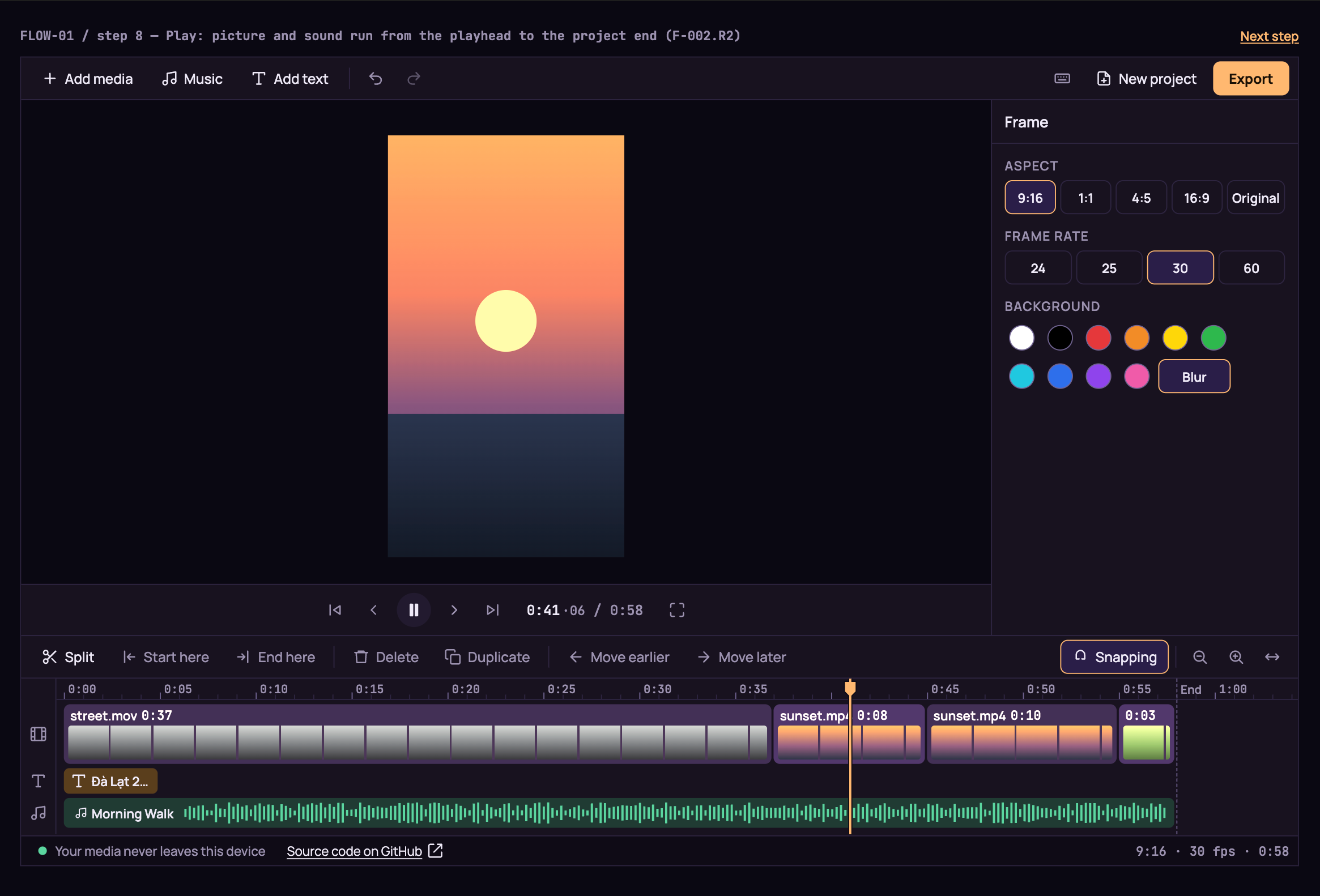 FLOW-01 / step 8 — Play: picture and sound run from the playhead to the project end (F-002.R2)
Next step
Add media
Music
Add text
New project
Export
Frame
ASPECT
9:16
1:1
4:5
16:9
Original
FRAME RATE
24
25
30
60
BACKGROUND
Blur
0:41·06 / 0:58
Split
Start here
End here
Delete
Duplicate
Move earlier
Move later
Snapping
0:00
0:05
0:10
0:15
0:20
0:25
0:30
0:35
0:45
0:50
0:55
End
1:00
street.mov 0:37
sunset.mp4 0:08
sunset.mp4 0:10
0:03
Đà Lạt 2…
Morning Walk
Your media never leaves this device
Source code on GitHub
9:16 · 30 fps · 0:58